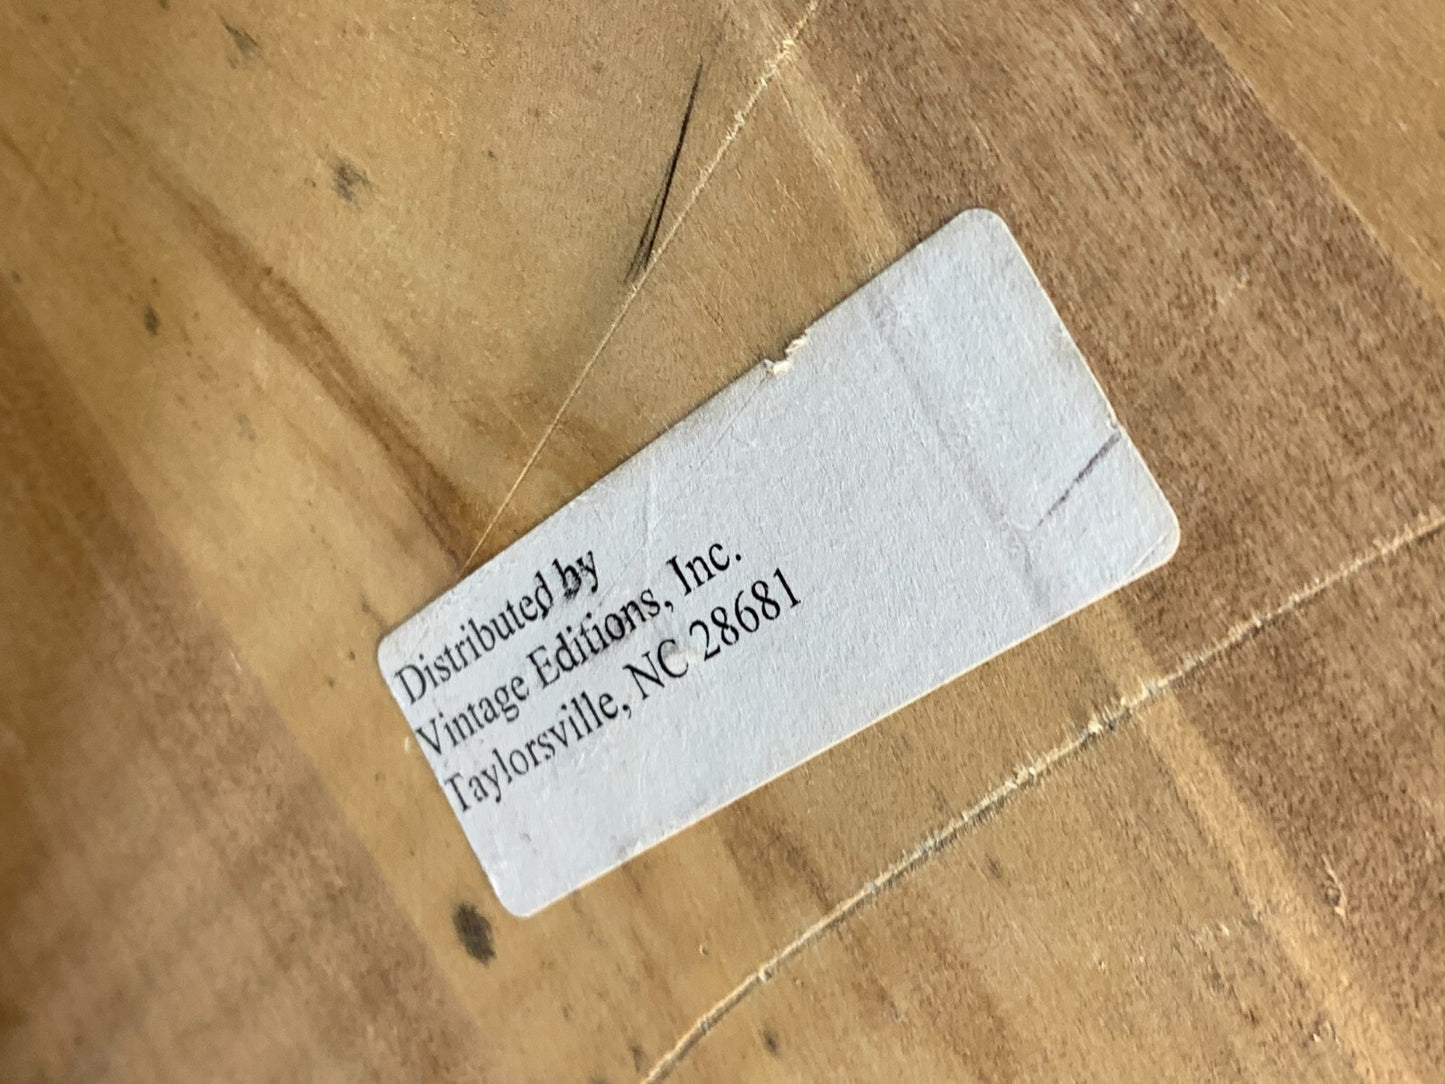 Distributed by
Vintage Editions, Inc.
Taylorsville, NC 28681